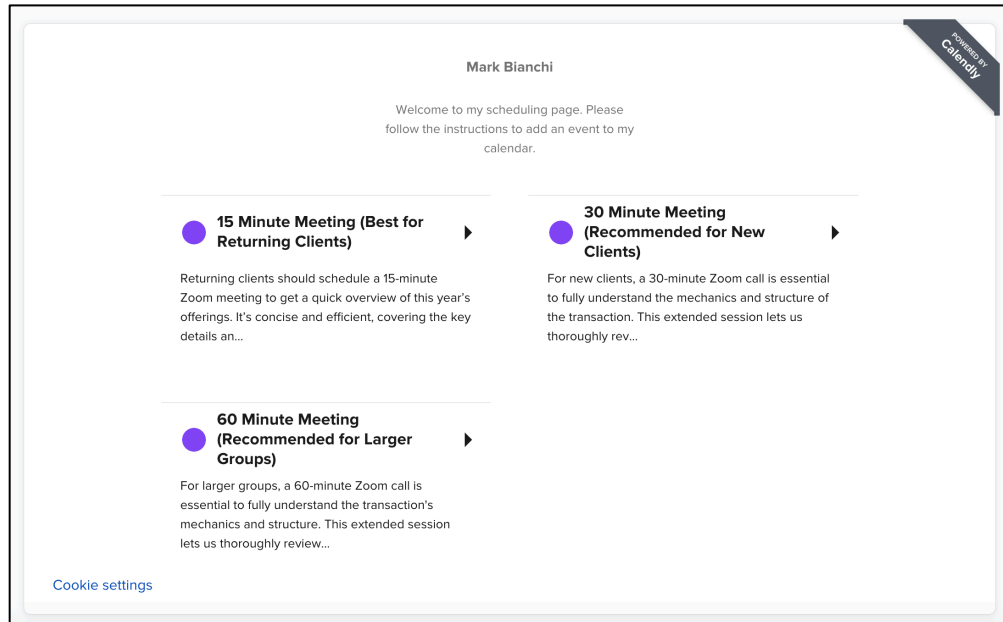 POWERED BY
Calendly
Mark Bianchi
Welcome to my scheduling page. Please
follow the instructions to add an event to my
calendar.
15 Minute Meeting (Best for
Returning Clients)
Returning clients should schedule a 15-minute
Zoom meeting to get a quick overview of this year’s
offerings. It’s concise and efficient, covering the key
details an...
30 Minute Meeting
(Recommended for New
Clients)
For new clients, a 30-minute Zoom call is essential
to fully understand the mechanics and structure of
the transaction. This extended session lets us
thoroughly rev...
60 Minute Meeting
(Recommended for Larger
Groups)
For larger groups, a 60-minute Zoom call is
essential to fully understand the transaction's
mechanics and structure. This extended session
lets us thoroughly review...
Cookie settings